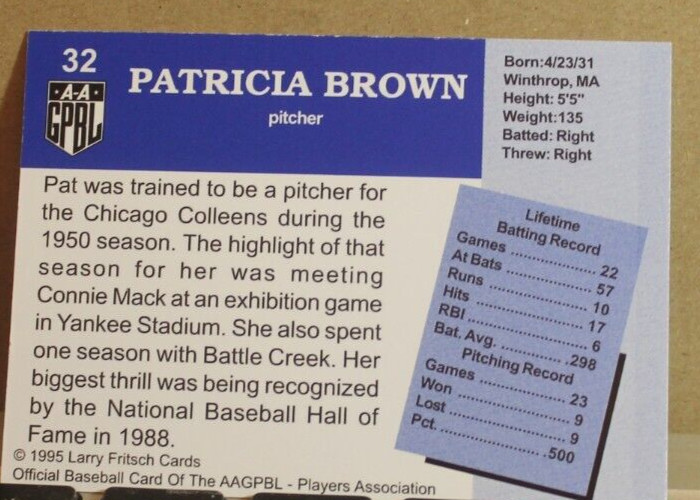 32
A-A
GPBL
PATRICIA BROWN
pitcher
Born:4/23/31
Winthrop, MA
Height: 5'5"
Weight:135
Batted: Right
Threw: Right
Pat was trained to be a pitcher for
the Chicago Colleens during the
1950 season. The highlight of that
season for her was meeting
Connie Mack at an exhibition game
in Yankee Stadium. She also spent
one season with Battle Creek. Her
biggest thrill was being recognized
by the National Baseball Hall of
Fame in 1988.
© 1995 Larry Fritsch Cards
Official Baseball Card Of The AAGPBL - Players Association
Lifetime
Batting Record
Games ..................... 22
At Bats ..................... 57
Runs ..................... 10
Hits ..................... 17
RBI ..................... 6
Bat. Avg. .................. .298
Pitching Record
Games ..................... 23
Won ..................... 9
Lost ..................... 9
Pct. ..................... .500